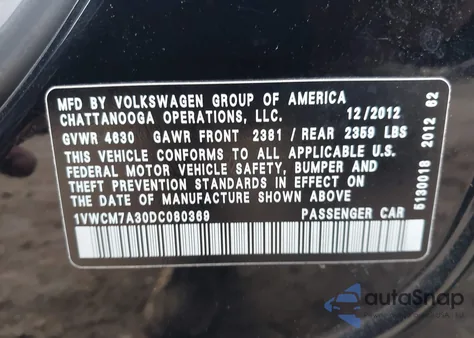 MFD BY VOLKSWAGEN GROUP OF AMERICA
CHATTANOOGA OPERATIONS, LLC. 12/2012
GVWR 4630 GAWR FRONT 2381 / REAR 2359 LBS
THIS VEHICLE CONFORMS TO ALL APPLICABLE U.S.
FEDERAL MOTOR VEHICLE SAFETY, BUMPER AND
THEFT PREVENTION STANDARDS IN EFFECT ON
THE DATE OF MANUFACTURE SHOWN ABOVE
1VWCM7A30DC080369 PASSENGER CAR
5130018 2012 62
autoSnap